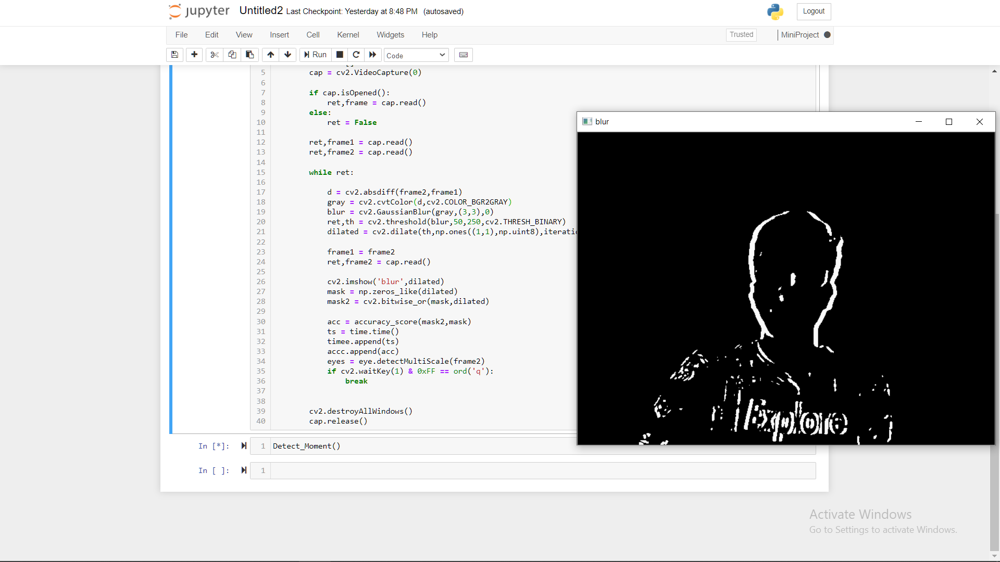 jupyter Untitled2 Last Checkpoint: Yesterday at 8:48 PM (autosaved) Logout
File Edit View Insert Cell Kernel Widgets Help Trusted MiniProject
Run Code
5 cap = cv2.VideoCapture(0)
6
7 if cap.isOpened():
8 ret,frame = cap.read()
9 else:
10 ret = False
11
12 ret,frame1 = cap.read()
13 ret,frame2 = cap.read()
14
15 while ret:
16
17 d = cv2.absdiff(frame2,frame1)
18 gray = cv2.cvtColor(d,cv2.COLOR_BGR2GRAY)
19 blur = cv2.GaussianBlur(gray,(3,3),0)
20 ret,th = cv2.threshold(blur,50,250,cv2.THRESH_BINARY)
21 dilated = cv2.dilate(th,np.ones((1,1),np.uint8),iteratio
22
23 frame1 = frame2
24 ret,frame2 = cap.read()
25
26 cv2.imshow('blur',dilated)
27 mask = np.zeros_like(dilated)
28 mask2 = cv2.bitwise_or(mask,dilated)
29
30 acc = accuracy_score(mask2,mask)
31 ts = time.time()
32 timee.append(ts)
33 accc.append(acc)
34 eyes = eye.detectMultiScale(frame2)
35 if cv2.waitKey(1) & 0xFF == ord('q'):
36 break
37
38
39 cv2.destroyAllWindows()
40 cap.release()
In [*]: 1 Detect_Moment()
In [ ]: 1
blur
Explore
Activate Windows
Go to Settings to activate Windows.